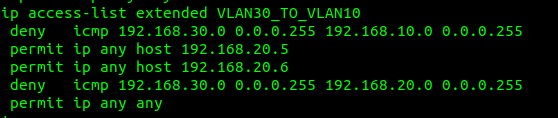 ip access-list extended VLAN30_TO_VLAN10
 deny   icmp 192.168.30.0 0.0.0.255 192.168.10.0 0.0.0.255
 permit ip any host 192.168.20.5
 permit ip any host 192.168.20.6
 deny   icmp 192.168.30.0 0.0.0.255 192.168.20.0 0.0.0.255
 permit ip any any